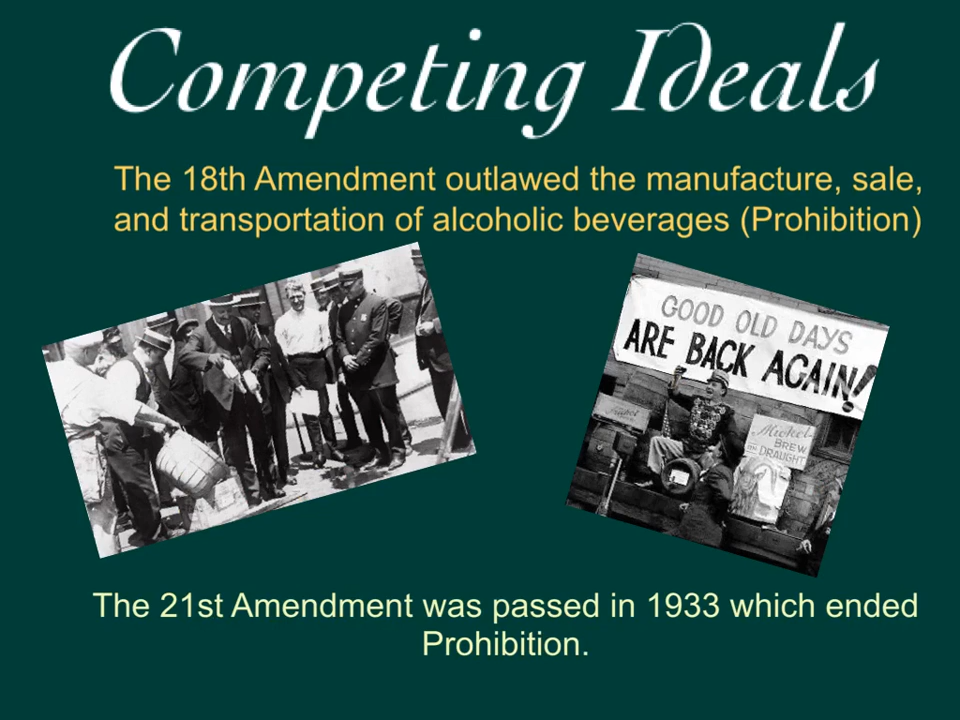 Competing Ideals
The 18th Amendment outlawed the manufacture, sale,
and transportation of alcoholic beverages (Prohibition)
GOOD OLD DAYS
ARE BACK AGAIN!
Mickel
BREW
DRAUGHT
The 21st Amendment was passed in 1933 which ended
Prohibition.